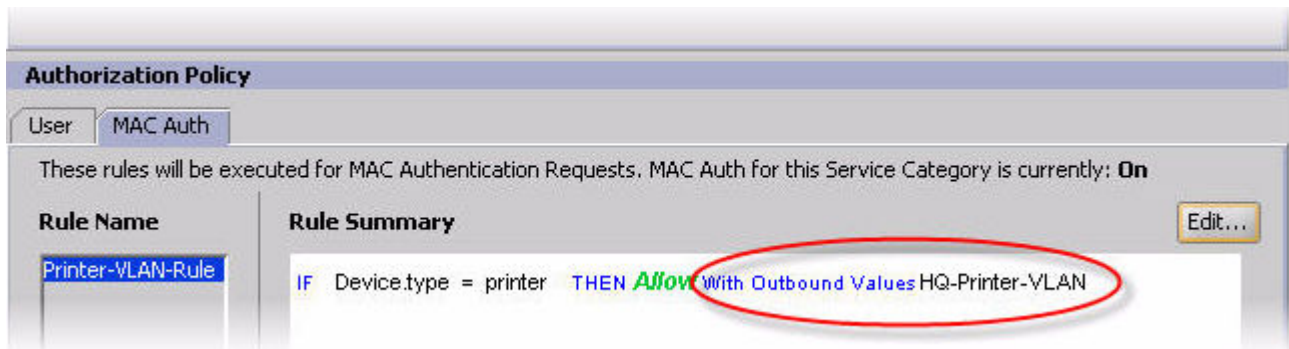 Authorization Policy
User MAC Auth
These rules will be executed for MAC Authentication Requests. MAC Auth for this Service Category is currently: On
Rule Name Rule Summary Edit...
Printer-VLAN-Rule IF Device.type = printer THEN Allow With Outbound Values HQ-Printer-VLAN